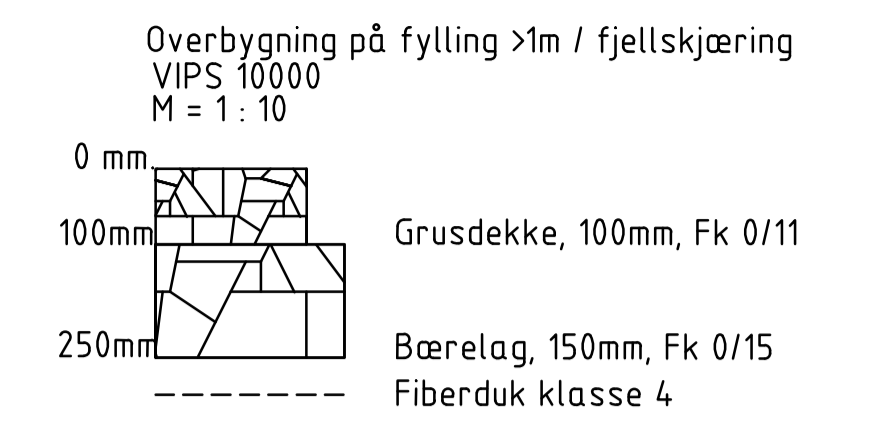 Overbygning på fylling >1m / fjellskjæring
VIPS 10000
M = 1 : 10
0 mm.
100mm
Grusdekke, 100mm, Fk 0/11
250mm
Bærelag, 150mm, Fk 0/15
Fiberduk klasse 4